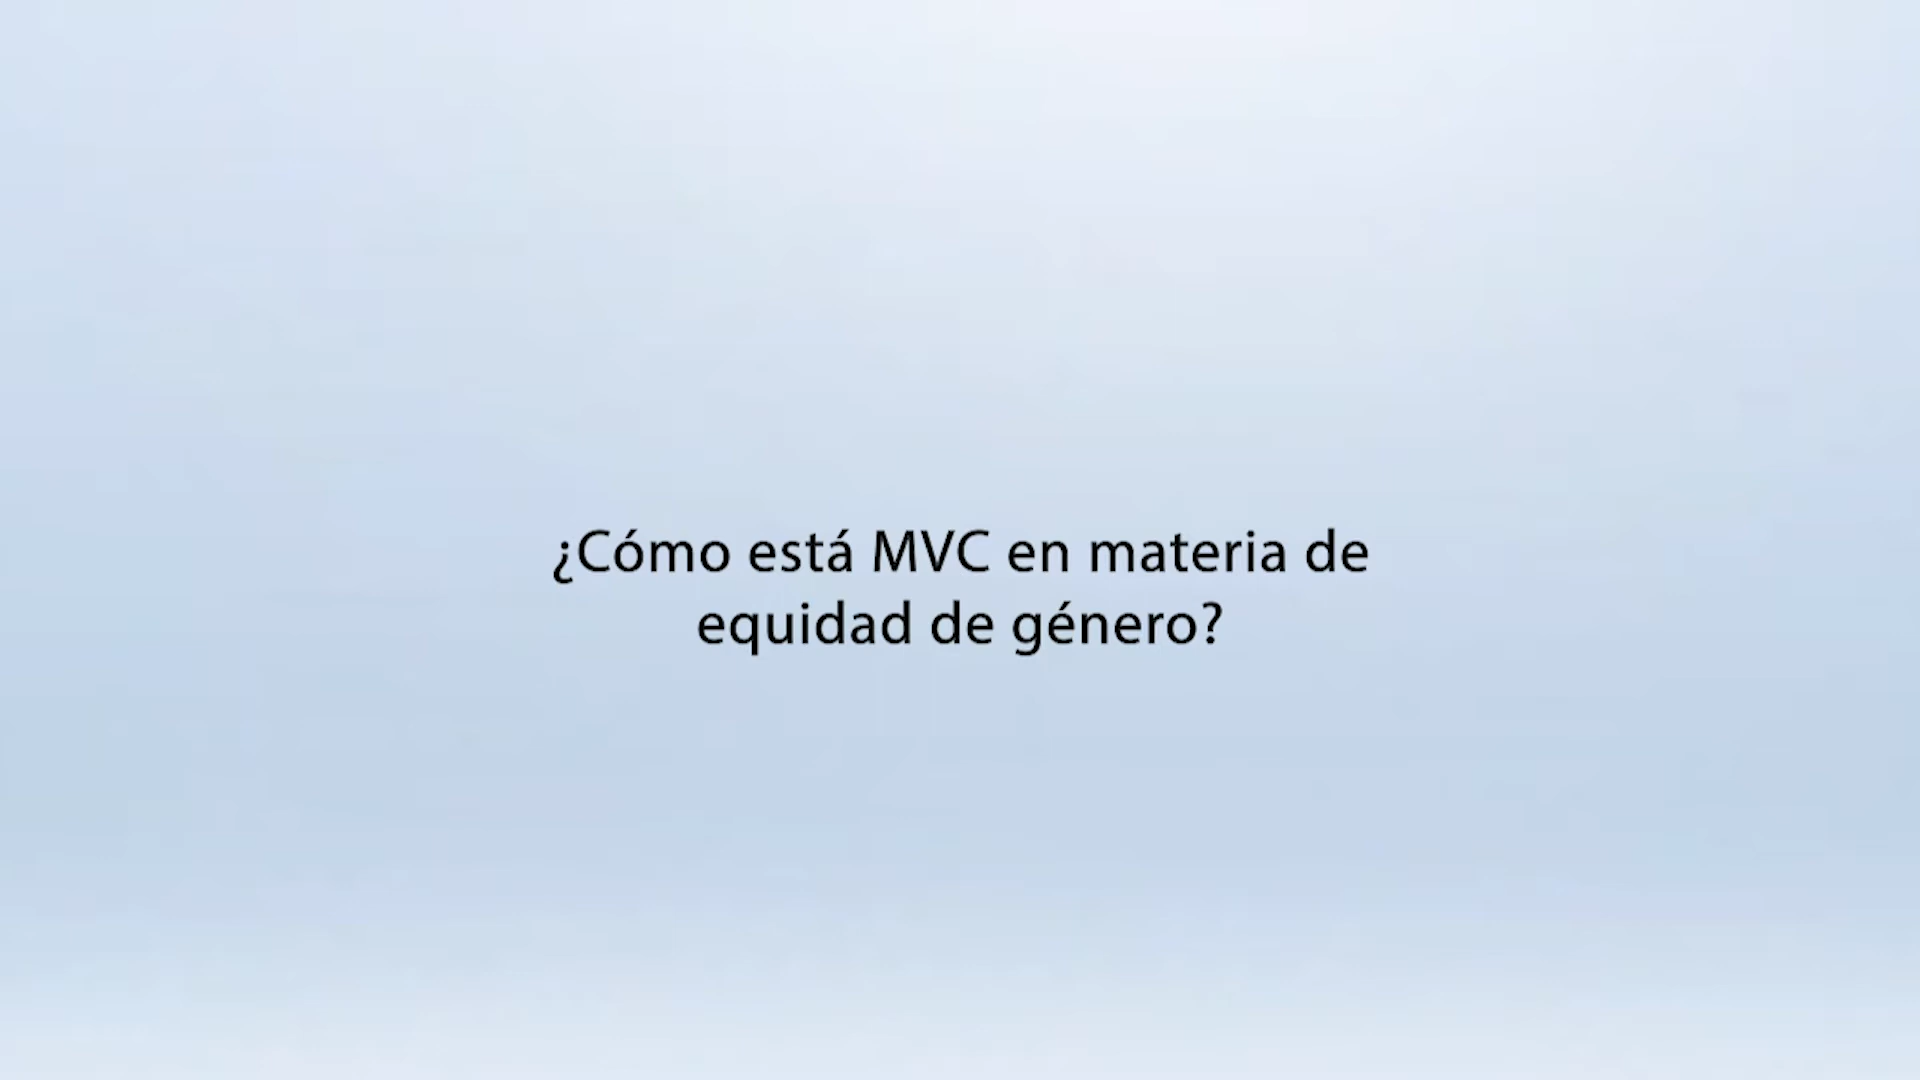 ¿Cómo está MVC en materia de
equidad de género?